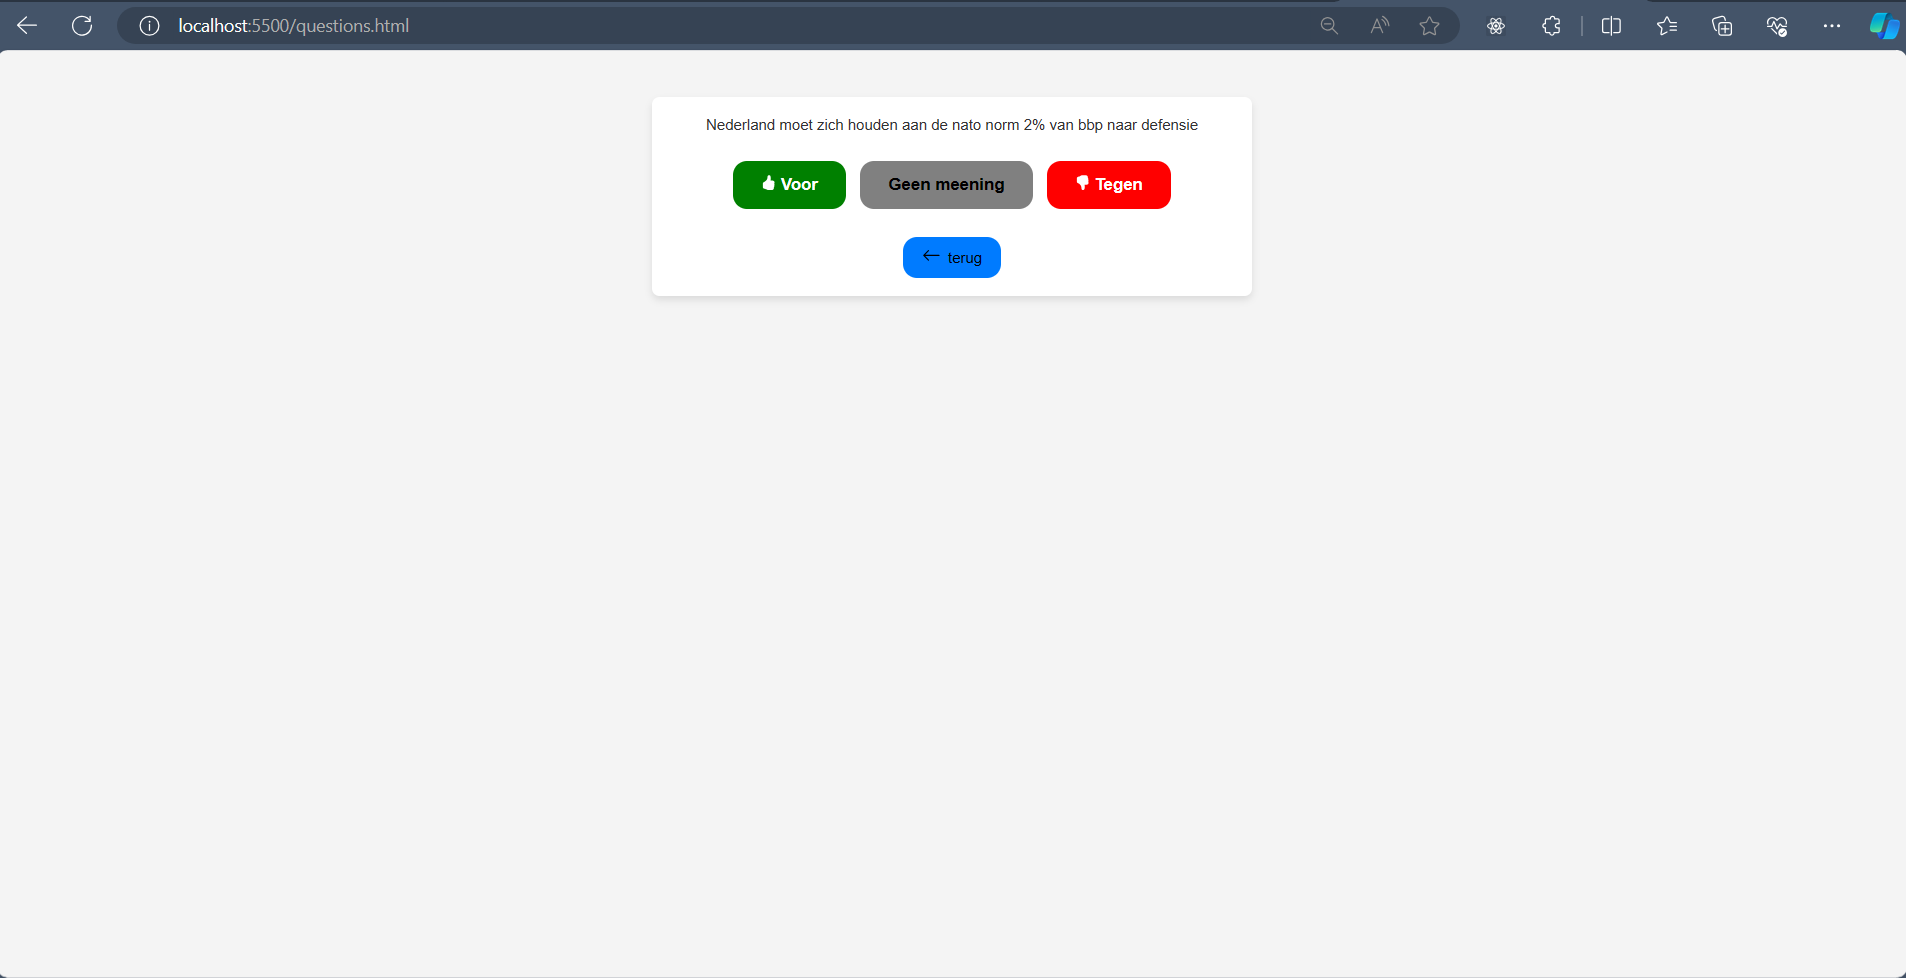 localhost:5500/questions.html
Nederland moet zich houden aan de nato norm 2% van bbp naar defensie
Voor
Geen meening
Tegen
terug